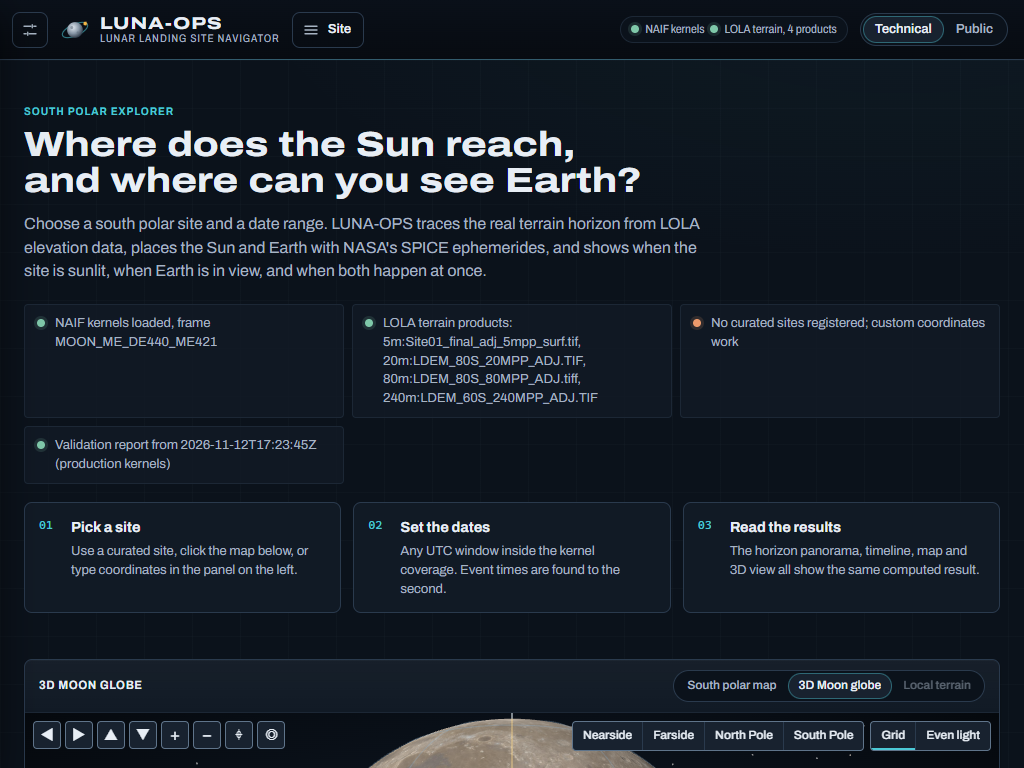 LUNA-OPS
LUNAR LANDING SITE NAVIGATOR
Site
NAIF kernels
LOLA terrain, 4 products
Technical
Public
SOUTH POLAR EXPLORER
Where does the Sun reach,
and where can you see Earth?
Choose a south polar site and a date range. LUNA-OPS traces the real terrain horizon from LOLA
elevation data, places the Sun and Earth with NASA's SPICE ephemerides, and shows when the
site is sunlit, when Earth is in view, and when both happen at once.
NAIF kernels loaded, frame
MOON_ME_DE440_ME421
LOLA terrain products:
5m:Site01_final_adj_5mpp_surf.tif,
20m:LDEM_80S_20MPP_ADJ.TIF,
80m:LDEM_80S_80MPP_ADJ.tiff,
240m:LDEM_60S_240MPP_ADJ.TIF
No curated sites registered; custom coordinates
work
Validation report from 2026-11-12T17:23:45Z
(production kernels)
01
Pick a site
Use a curated site, click the map below, or
type coordinates in the panel on the left.
02
Set the dates
Any UTC window inside the kernel
coverage. Event times are found to the
second.
03
Read the results
The horizon panorama, timeline, map and
3D view all show the same computed result.
3D MOON GLOBE
South polar map
3D Moon globe
Local terrain
Nearside
Farside
North Pole
South Pole
Grid
Even light